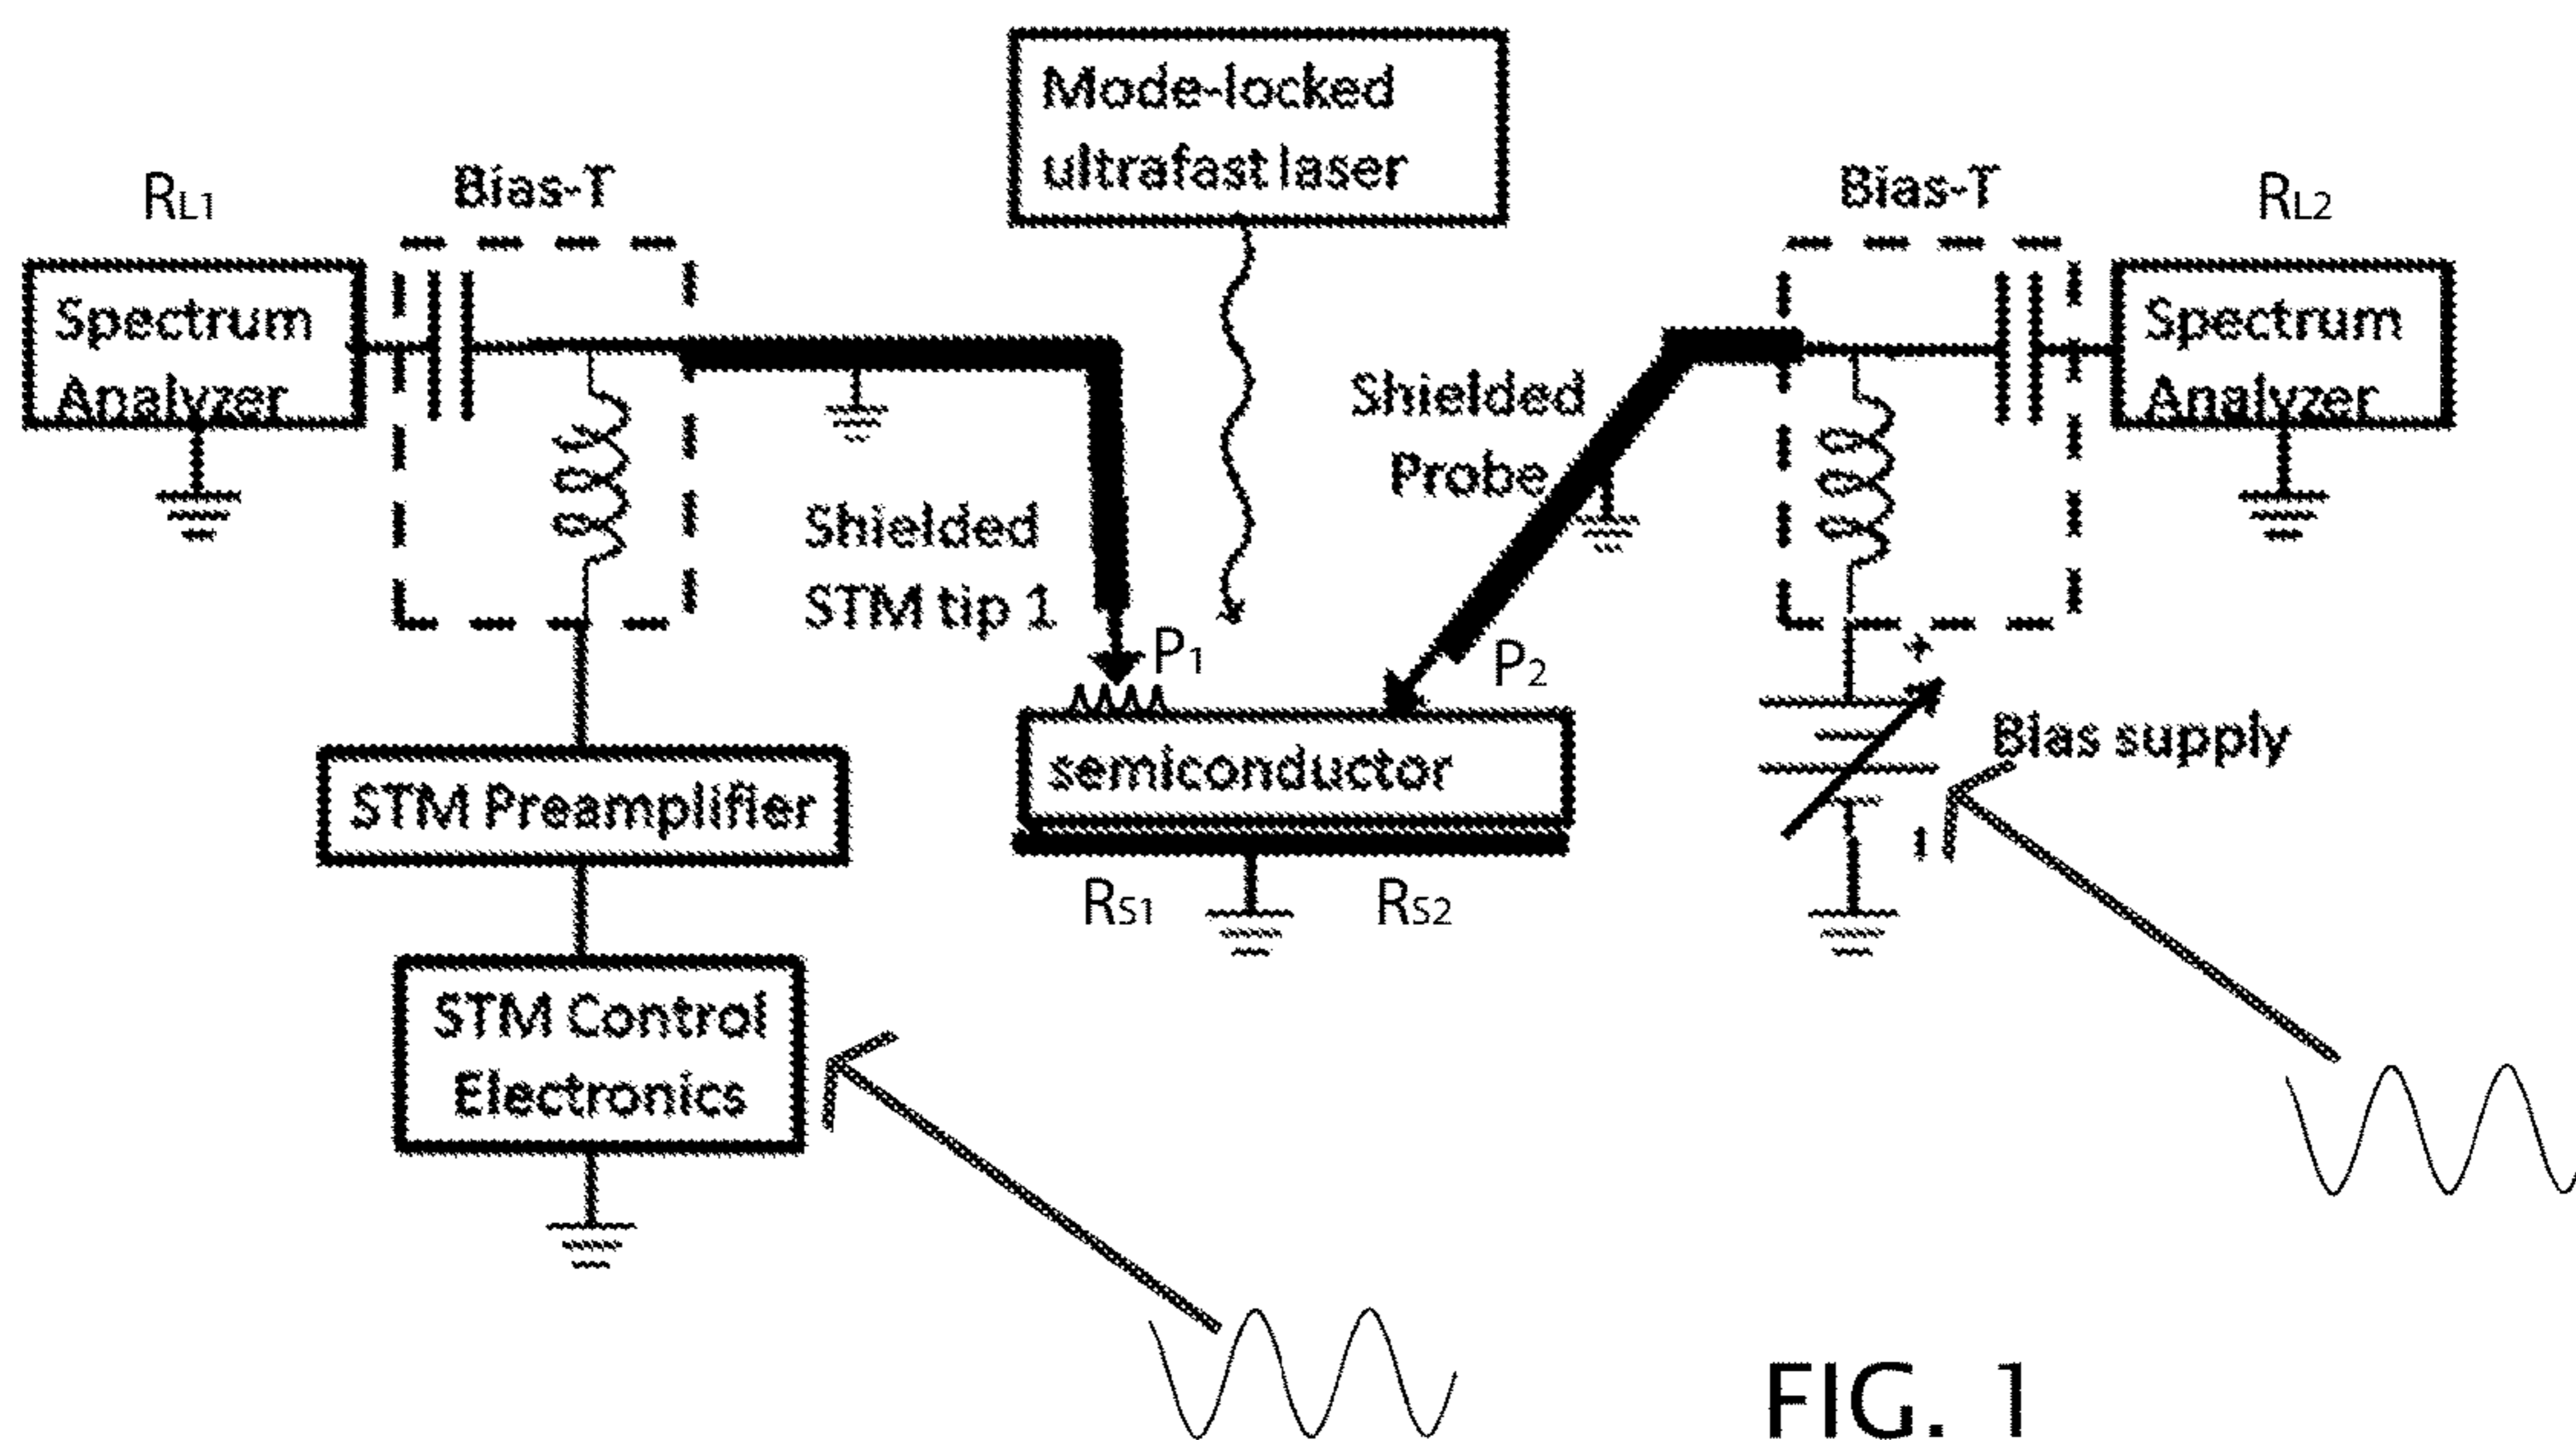 Mode-locked
ultrafast laser
RL1
Bias-T
Bias-T
RL2
Spectrum
Analyzer
Shielded
STM tip 1
Shielded
Probe
Spectrum
Analyzer
P1
P2
+
STM Preamplifier
semiconductor
Bias supply
-
RS1
RS2
STM Control
Electronics
FIG. 1